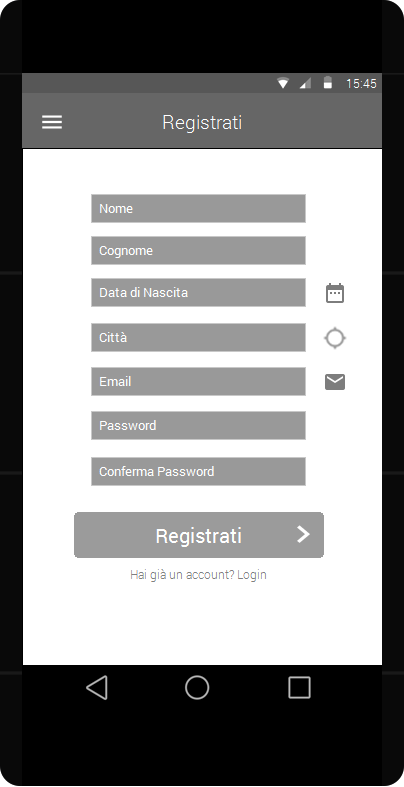 15:45
Registrati
Nome
Cognome
Data di Nascita
Città
Email
Password
Conferma Password
Registrati
Hai già un account? Login